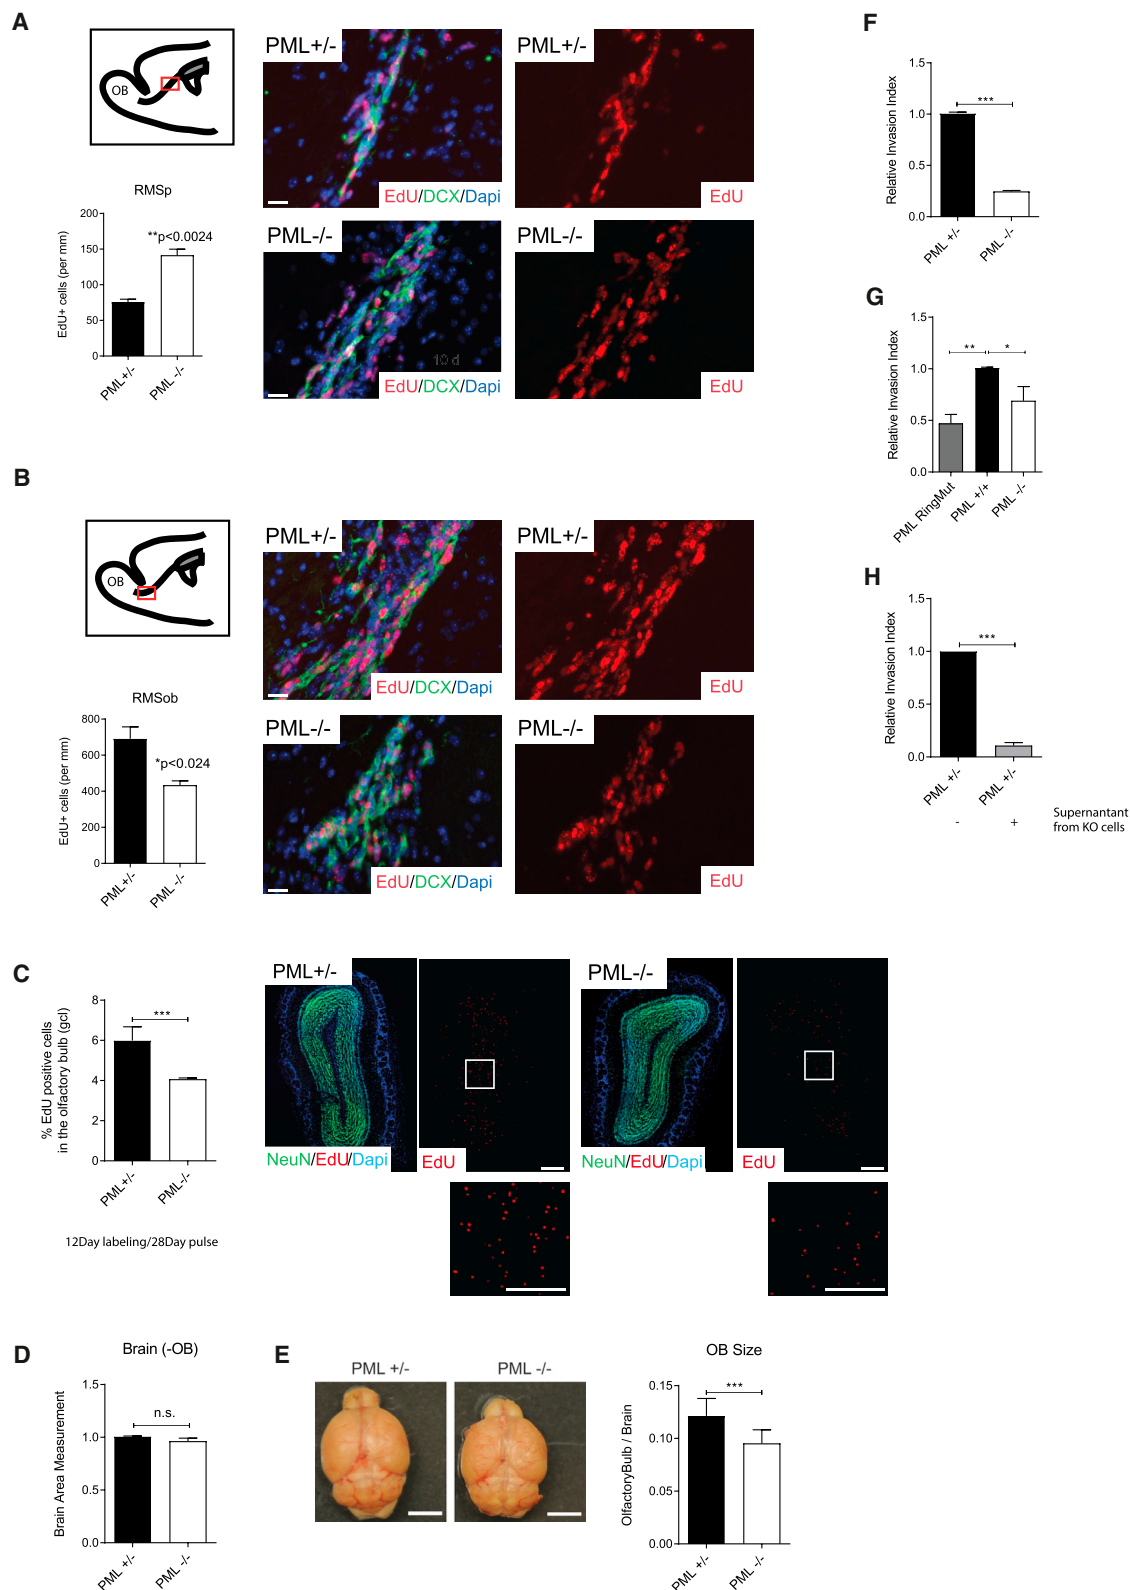 A
OB
RMSp
EdU+ cells (per mm)
200
150
100
50
0
**p<0.0024
PML+/-
PML -/-
PML+/-
EdU/DCX/Dapi
PML+/-
EdU
PML-/-
10 d
EdU/DCX/Dapi
PML-/-
EdU
B
OB
RMSob
EdU+ cells (per mm)
800
600
400
200
0
*p<0.024
PML+/-
PML -/-
PML+/-
EdU/DCX/Dapi
PML+/-
EdU
PML-/-
EdU/DCX/Dapi
PML-/-
EdU
C
% EdU positive cells
in the olfactory bulb (gcl)
8
6
4
2
0
***
PML+/-
PML-/-
12Day labeling/28Day pulse
PML+/-
NeuN/EdU/Dapi
EdU
PML-/-
NeuN/EdU/Dapi
EdU
D
Brain (-OB)
Brain Area Measurement
1.5
1.0
0.5
0.0
n.s.
PML +/-
PML -/-
E
PML +/-
PML -/-
OB Size
OlfactoryBulb / Brain
0.15
0.10
0.05
0.00
***
PML +/-
PML -/-
F
Relative Invasion Index
1.5
1.0
0.5
0.0
***
PML +/-
PML -/-
G
Relative Invasion Index
1.5
1.0
0.5
0.0
**
*
PML RingMut
PML +/+
PML -/-
H
Relative Invasion Index
1.5
1.0
0.5
0.0
***
PML +/-
PML +/-
-
+
Supernantant
from KO cells